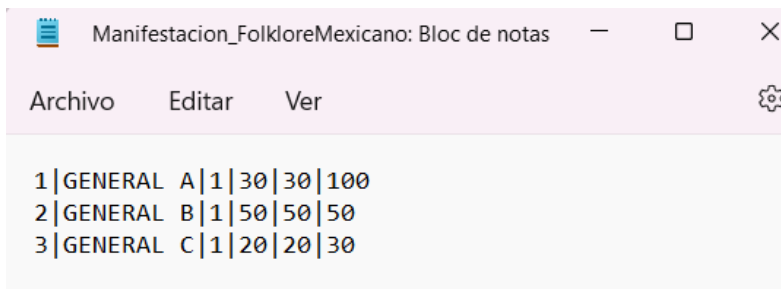 Manifestacion_FolkloreMexicano: Bloc de notas
Archivo Editar Ver
1|GENERAL A|1|30|30|100
2|GENERAL B|1|50|50|50
3|GENERAL C|1|20|20|30